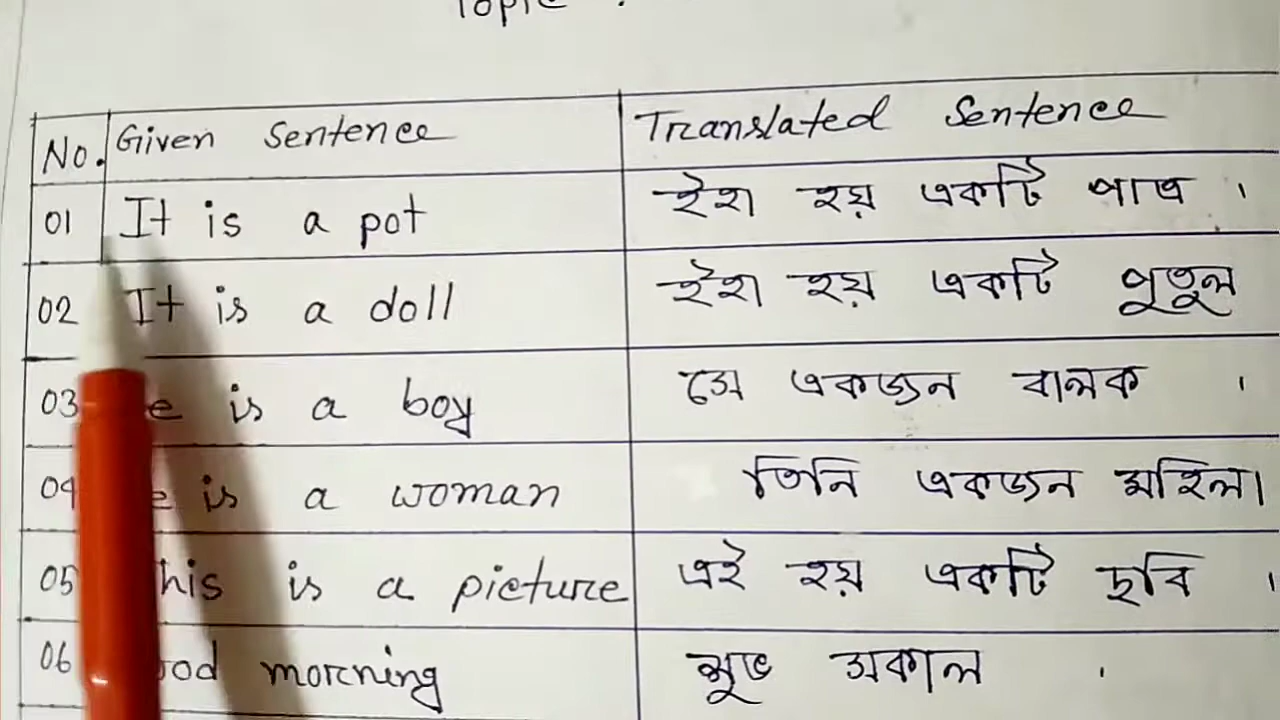 Topic :
No. Given Sentence Translated Sentence
01 It is a pot ইহা হয় একটি পাত্র ।
02 It is a doll ইহা হয় একটি পুতুল
03 is a boy সে একজন বালক ।
04 is a woman তিনি একজন মহিলা
05 is a picture এই হয় একটি ছবি ।
06 morning শুভ সকাল .